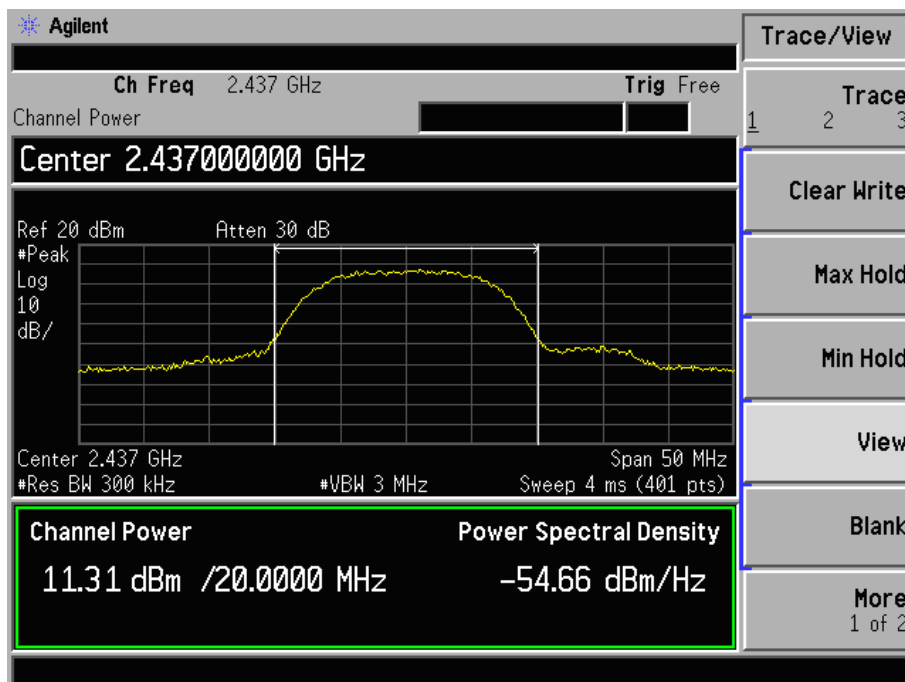 Agilent
Trace/View
Ch Freq 2.437 GHz Trig Free
Channel Power
Trace
1 2 3
Center 2.437000000 GHz
Clear Write
Ref 20 dBm Atten 30 dB
#Peak
Log
10
dB/
Max Hold
Min Hold
View
Center 2.437 GHz Span 50 MHz
#Res BW 300 kHz #VBW 3 MHz Sweep 4 ms (401 pts)
Channel Power Power Spectral Density
11.31 dBm /20.0000 MHz -54.66 dBm/Hz
Blank
More
1 of 2